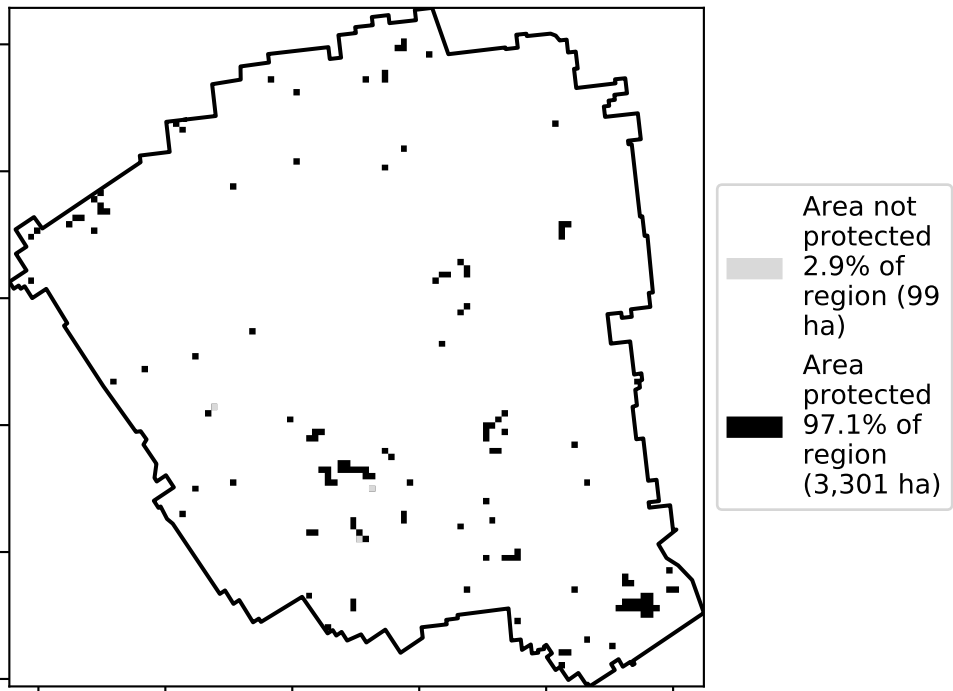 Area not
protected
2.9% of
region (99
ha)
Area
protected
97.1% of
region
(3,301 ha)